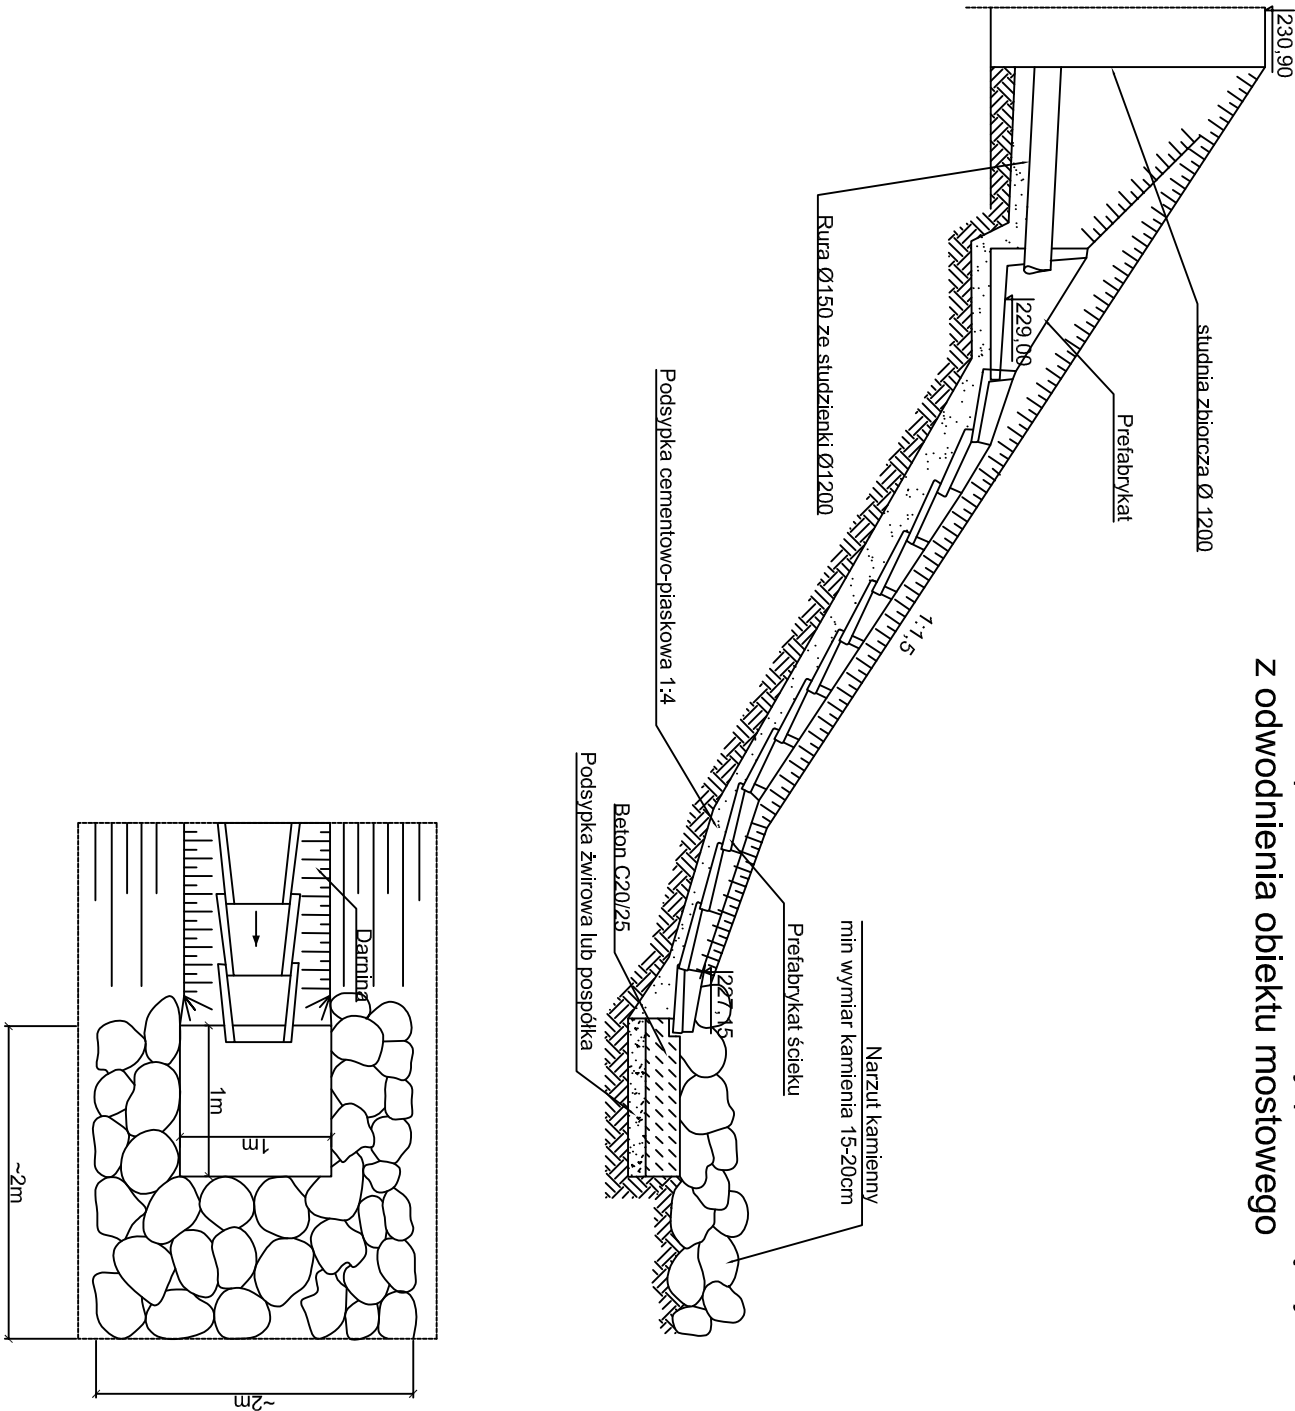 z odwodnienia obiektu mostowego
230,90
studnia zbiorcza Ø 1200
Prefabrykat
229,00
Rura Ø150 ze studzienki Ø1200
1:1,5
Podsypka cementowo-piaskowa 1:4
Narzut kamienny
min wymiar kamienia 15-20cm
Prefabrykat ścieku
227,15
Beton C20/25
Podsypka żwirowa lub pospółka
Darnina
1m
1m
~2m
~2m